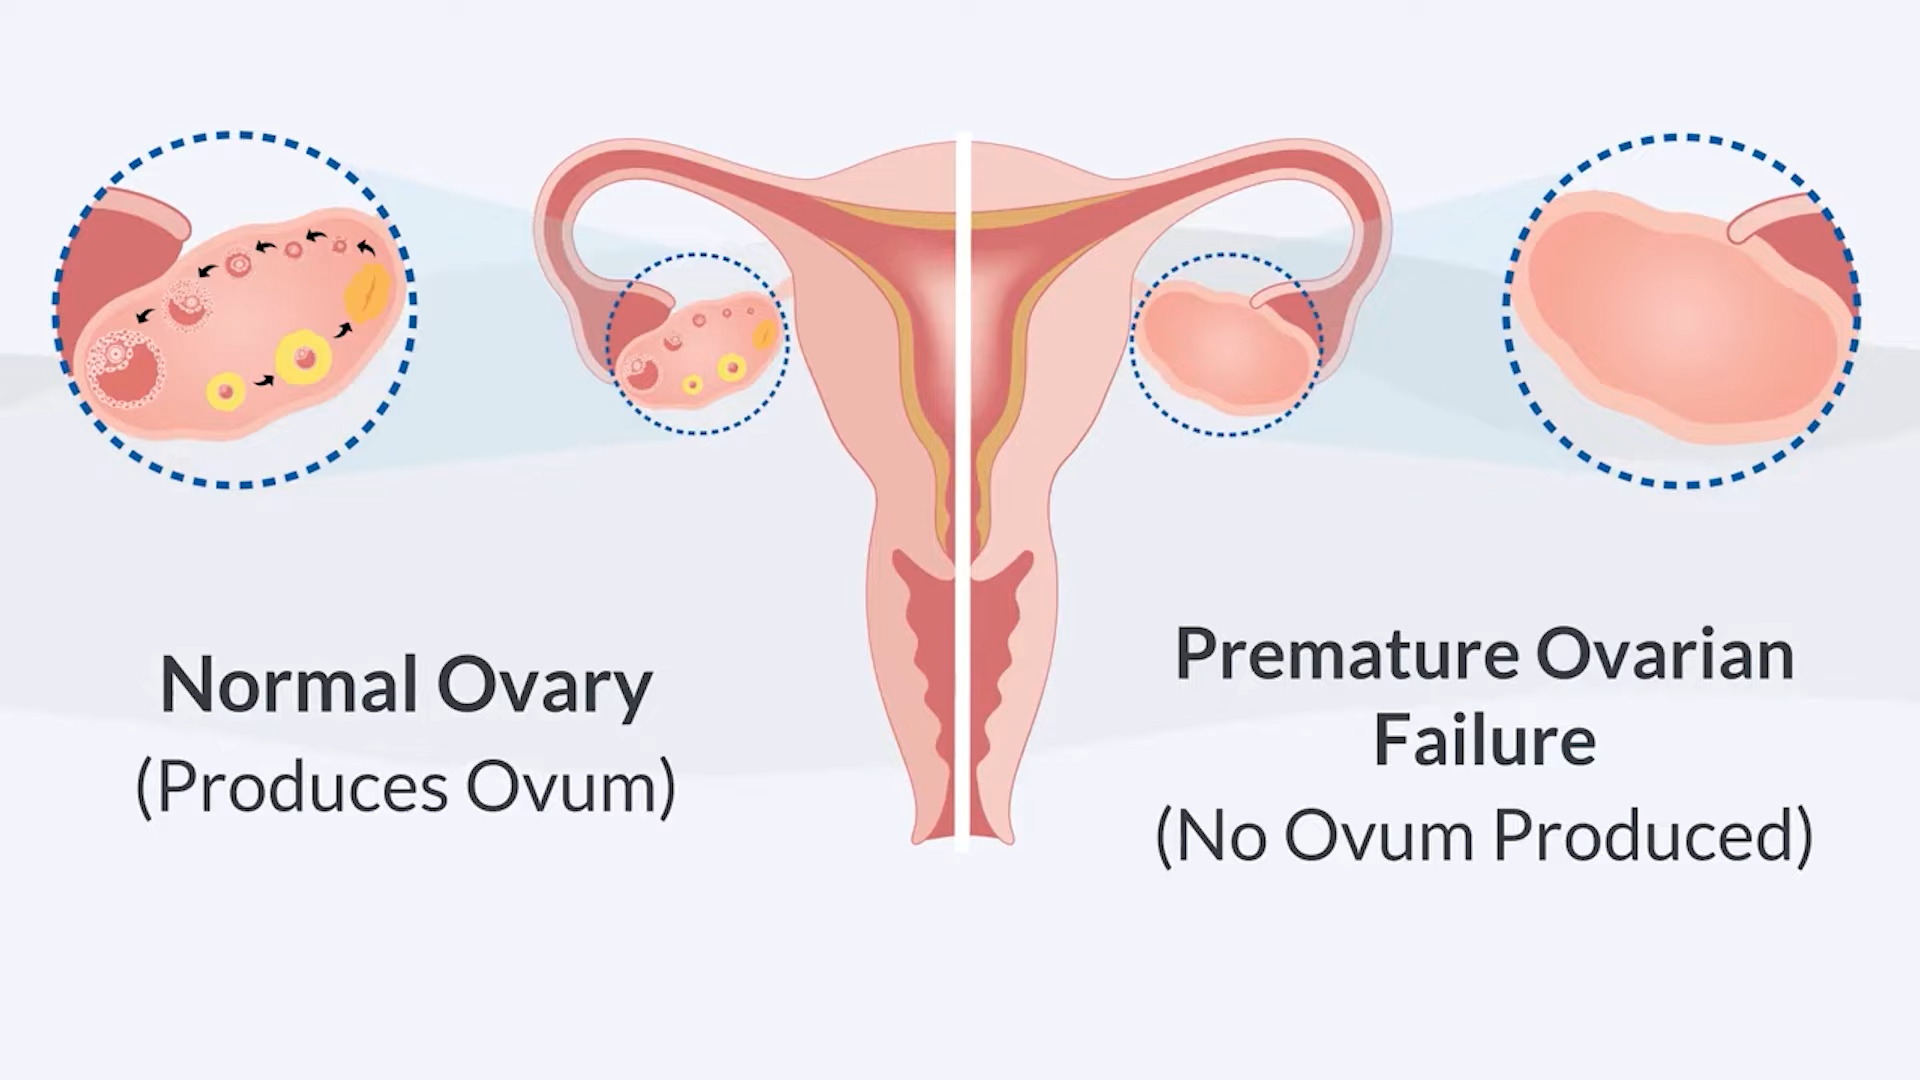 Normal Ovary
(Produces Ovum)
Premature Ovarian
Failure
(No Ovum Produced)